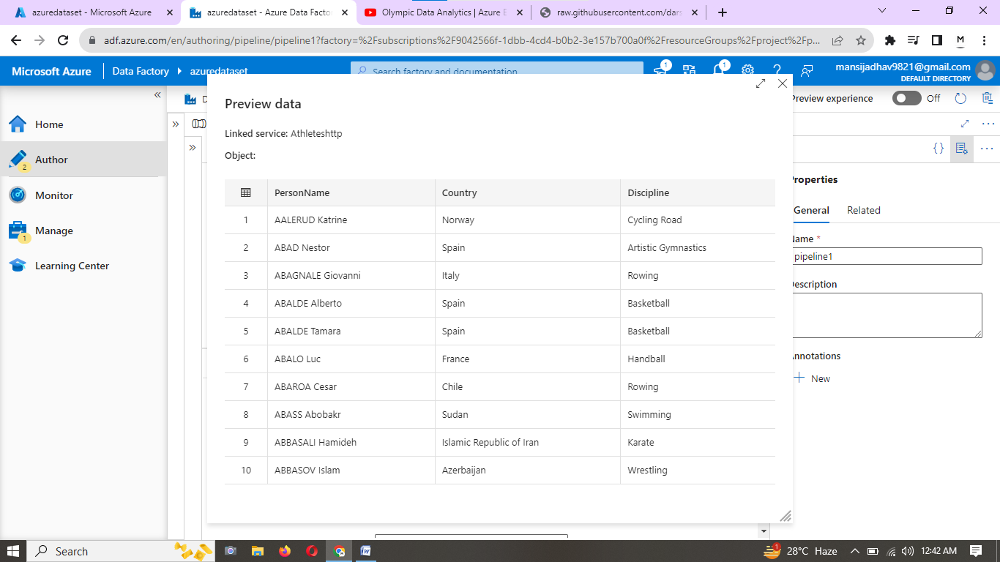 azuredataset - Microsoft Azure
azuredataset - Azure Data Factor
Olympic Data Analytics | Azure E
raw.githubusercontent.com/dars
adf.azure.com/en/authoring/pipeline/pipeline1?factory=%2Fsubscriptions%2F9042566f-1dbb-4cd4-b0b2-3e157b700a0f%2FresourceGroups%2Fproject%2Fp...
M
Microsoft Azure
Data Factory
azuredataset
Search factory and documentation
1
1
mansijadhav9821@gmail.com
DEFAULT DIRECTORY
Home
Author
2
Monitor
Manage
1
Learning Center
D
Preview experience
Off
Preview data
Linked service: Athleteshttp
Object:
PersonName Country Discipline
1 AALERUD Katrine Norway Cycling Road
2 ABAD Nestor Spain Artistic Gymnastics
3 ABAGNALE Giovanni Italy Rowing
4 ABALDE Alberto Spain Basketball
5 ABALDE Tamara Spain Basketball
6 ABALO Luc France Handball
7 ABAROA Cesar Chile Rowing
8 ABASS Abobakr Sudan Swimming
9 ABBASALI Hamideh Islamic Republic of Iran Karate
10 ABBASOV Islam Azerbaijan Wrestling
Properties
General Related
Name *
pipeline1
Description
Annotations
New
Search
1
28°C Haze
12:42 AM